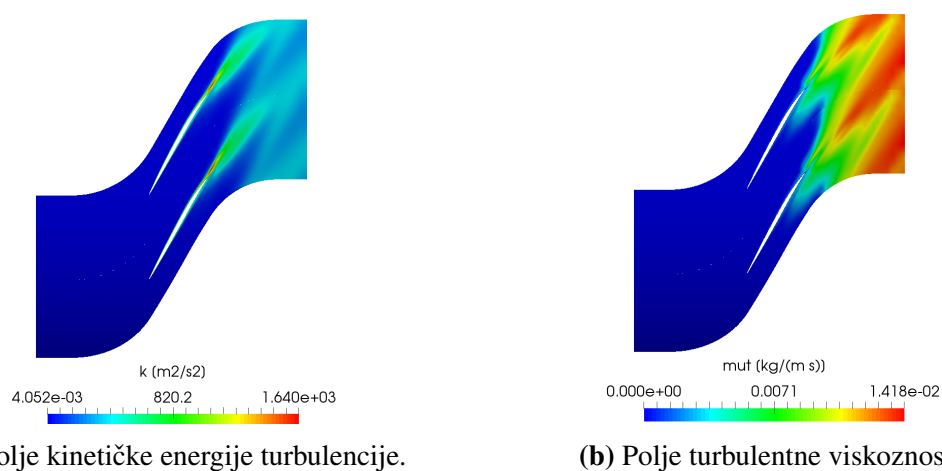 k (m2/s2)
4.052e-03 820.2 1.640e+03
mut (kg/(m s)
0.000e+00 0.0071 1.418e-02
olje kinetičke energije turbulencije.
(b) Polje turbulentne viskoznos